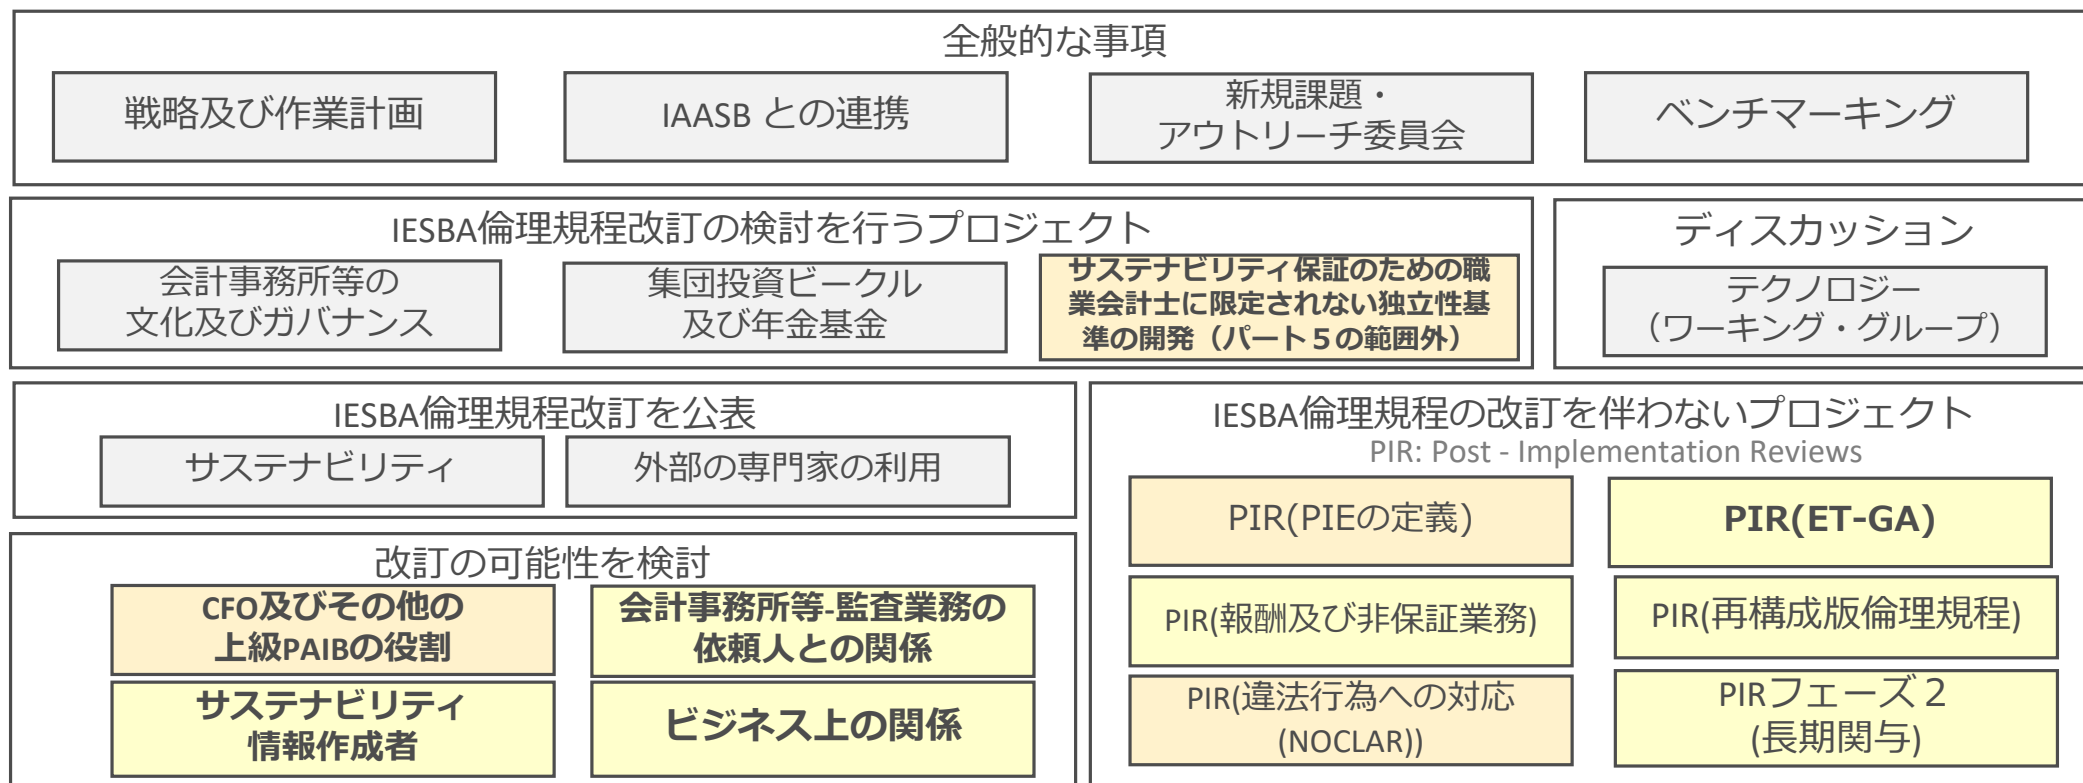 全般的な事項
戦略及び作業計画
IAASB との連携
新規課題・
アウトリーチ委員会
ベンチマーキング
IESBA倫理規程改訂の検討を行うプロジェクト
会計事務所等の
文化及びガバナンス
集団投資ビークル
及び年金基金
サステナビリティ保証のための職
業会計士に限定されない独立性基
準の開発（パート５の範囲外）
ディスカッション
テクノロジー
（ワーキング・グループ）
IESBA倫理規程改訂を公表
サステナビリティ
外部の専門家の利用
改訂の可能性を検討
CFO及びその他の
上級PAIBの役割
会計事務所等-監査業務の
依頼人との関係
サステナビリティ
情報作成者
ビジネス上の関係
IESBA倫理規程の改訂を伴わないプロジェクト
PIR: Post - Implementation Reviews
PIR(PIEの定義)
PIR(ET-GA)
PIR(報酬及び非保証業務)
PIR(再構成版倫理規程)
PIR(違法行為への対応
(NOCLAR))
PIRフェーズ２
(長期関与)